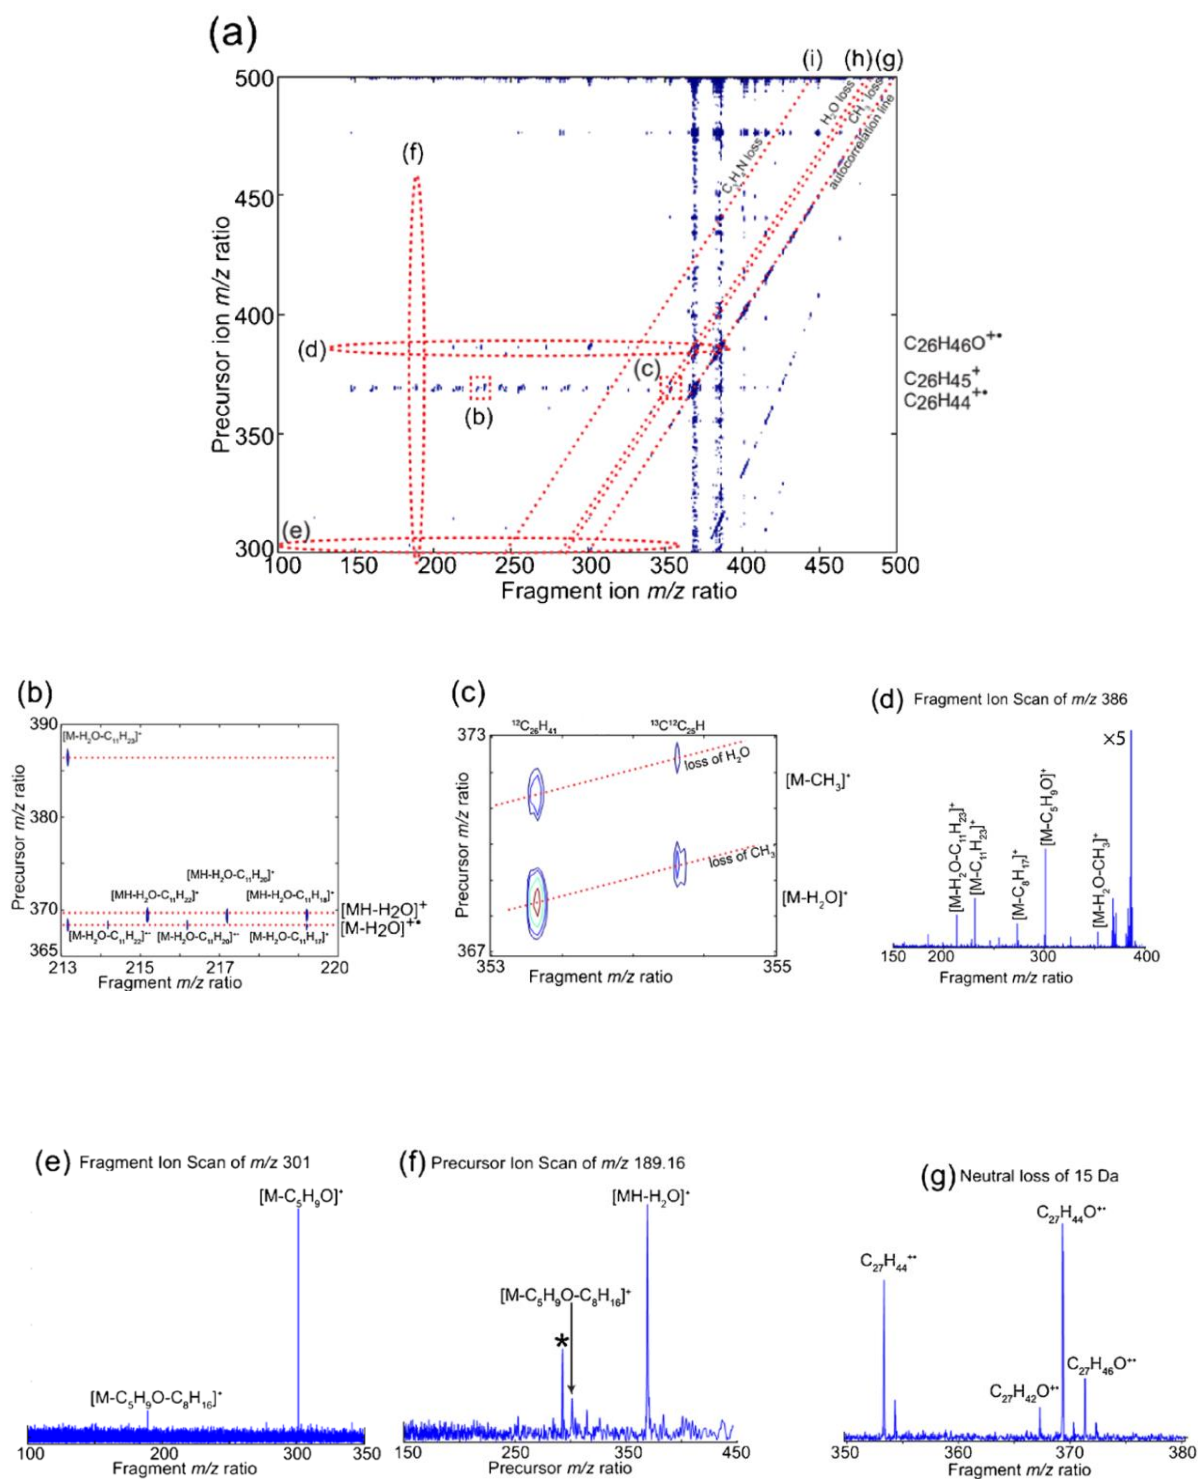 (a)
(i) (h) (g)
500
450
400
350
300
Precursor ion m/z ratio
(f)
C₃H₄N loss
H₂O loss
CH₃ loss
autocorrelation line
(d)
(c)
(b)
(e)
C26H46O⁺•
C26H45⁺
C26H44⁺•
100 150 200 250 300 350 400 450 500
Fragment ion m/z ratio
(b)
390
380
370
365
Precursor m/z ratio
[M-H₂O-C₁₁H₂₃]⁺
[MH-H₂O-C₁₁H₂₀]⁺
[MH-H₂O-C₁₁H₂₂]⁺ [MH-H₂O-C₁₁H₁₈]⁺
[MH-H2O]⁺
[M-H2O]⁺•
[M-H₂O-C₁₁H₂₂]⁺• [M-H₂O-C₁₁H₂₀]⁺• [M-H₂O-C₁₁H₁₇]⁺
213 215 217 220
Fragment m/z ratio
(c)
¹²C₂₆H₄₁ ¹³C¹²C₂₅H
373
367
Precursor m/z ratio
loss of H₂O
[M-CH₃]⁺
loss of CH₃
[M-H₂O]⁺
353 355
Fragment m/z ratio
(d) Fragment Ion Scan of m/z 386
×5
[M-H₂O-C₁₁H₂₃]⁺
[M-C₁₁H₂₃]⁺
[M-C₈H₁₇]⁺
[M-C₅H₉O]⁺
[M-H₂O-CH₃]⁺
150 200 300 400
Fragment m/z ratio
(e) Fragment Ion Scan of m/z 301
[M-C₅H₉O]⁺
[M-C₅H₉O-C₈H₁₆]⁺
100 200 300 350
Fragment m/z ratio
(f) Precursor Ion Scan of m/z 189.16
[MH-H₂O]⁺
[M-C₅H₉O-C₈H₁₆]⁺
*
150 250 350 450
Precursor m/z ratio
(g) Neutral loss of 15 Da
C₂₇H₄₄O⁺•
C₂₇H₄₄⁺•
C₂₇H₄₆O⁺•
C₂₇H₄₂O⁺•
350 360 370 380
Fragment m/z ratio